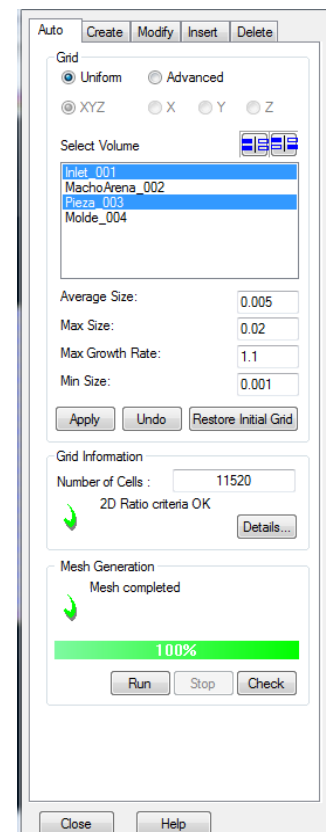 Auto Create Modify Insert Delete
Grid
Uniform Advanced
XYZ X Y Z
Select Volume
Inlet_001
MachoArena_002
Pieza_003
Molde_004
Average Size: 0.005
Max Size: 0.02
Max Growth Rate: 1.1
Min Size: 0.001
Apply Undo Restore Initial Grid
Grid Information
Number of Cells : 11520
2D Ratio criteria OK
Details...
Mesh Generation
Mesh completed
100%
Run Stop Check
Close Help